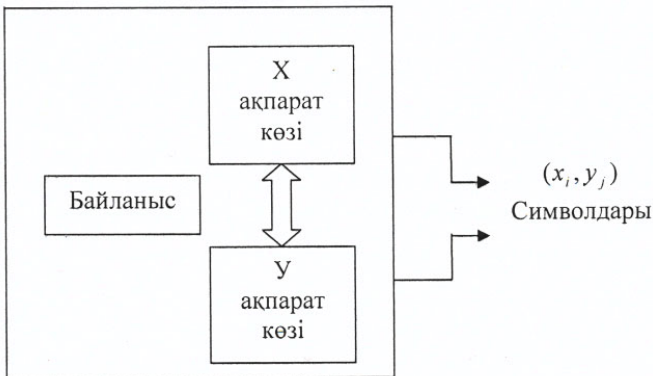 X
ақпарат
көзі
Байланыс
(x_i, y_j)
Символдары
У
ақпарат
көзі